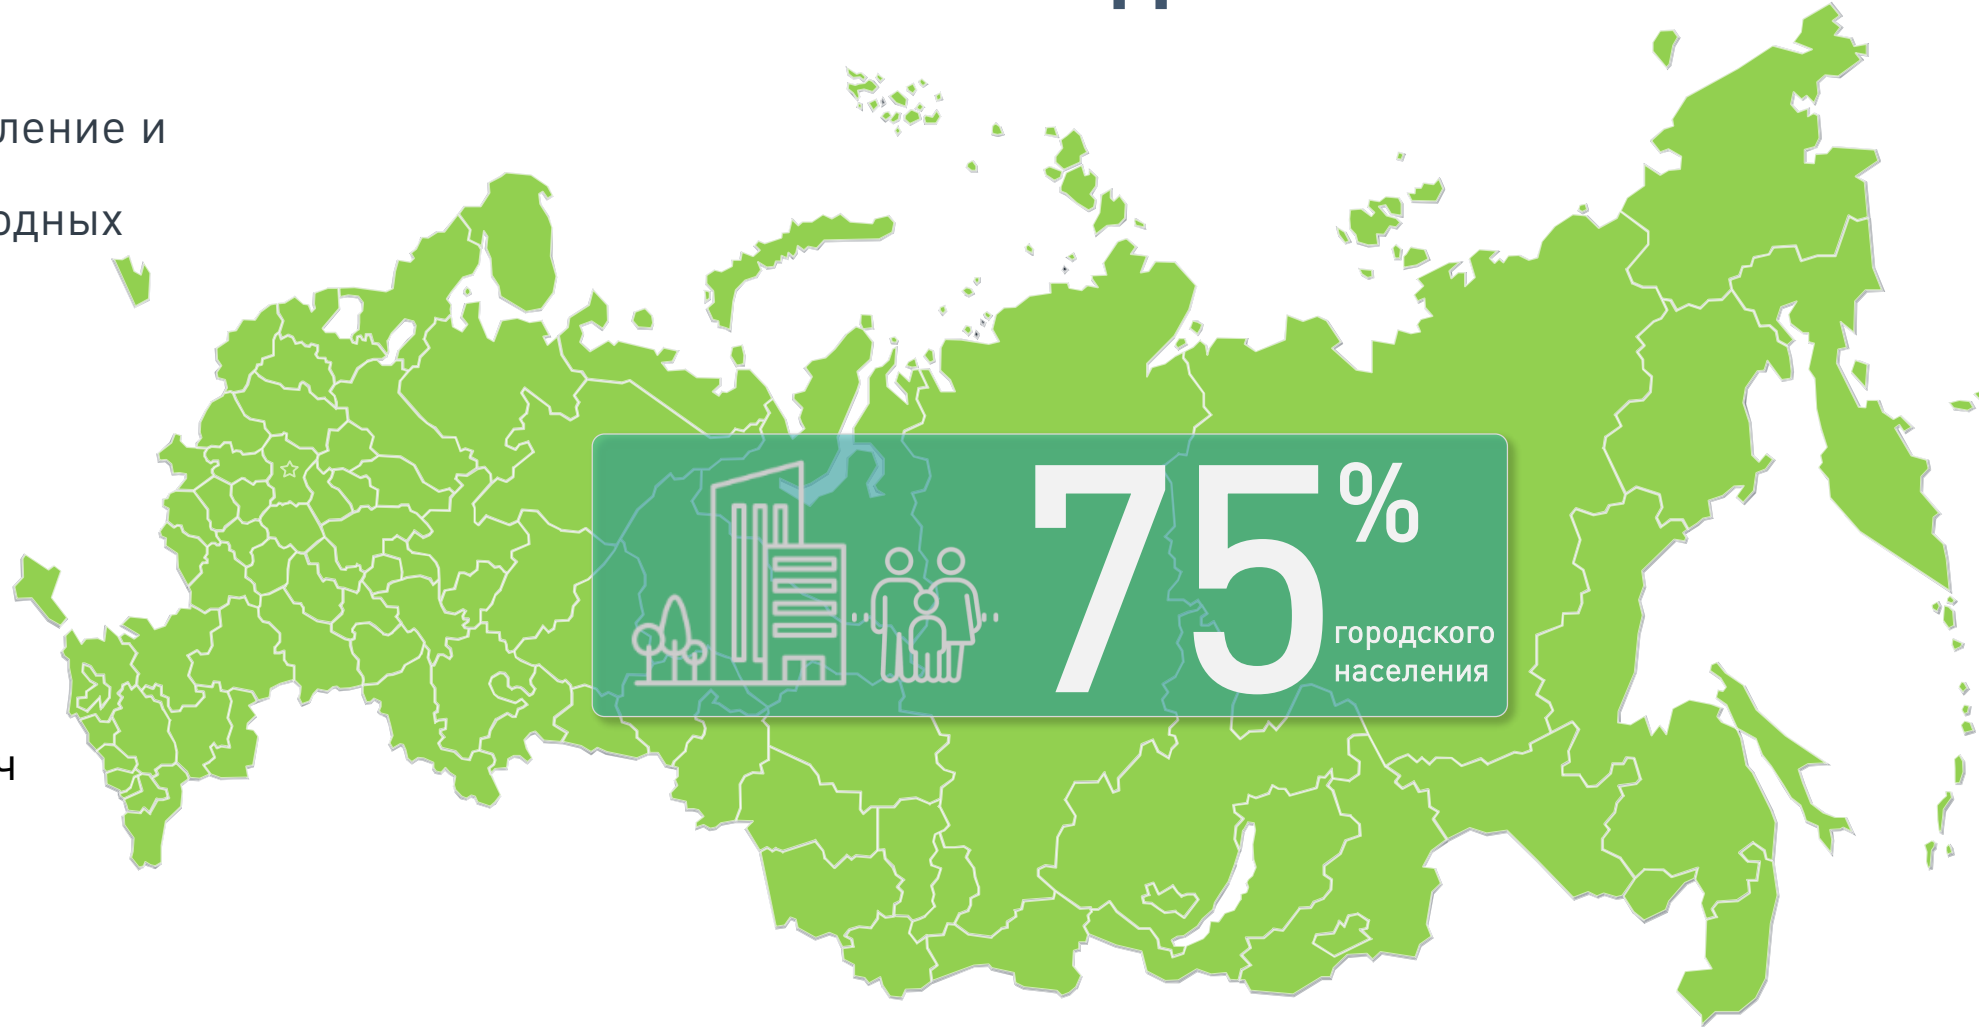 ление и
одных
75%
городского
населения
ч